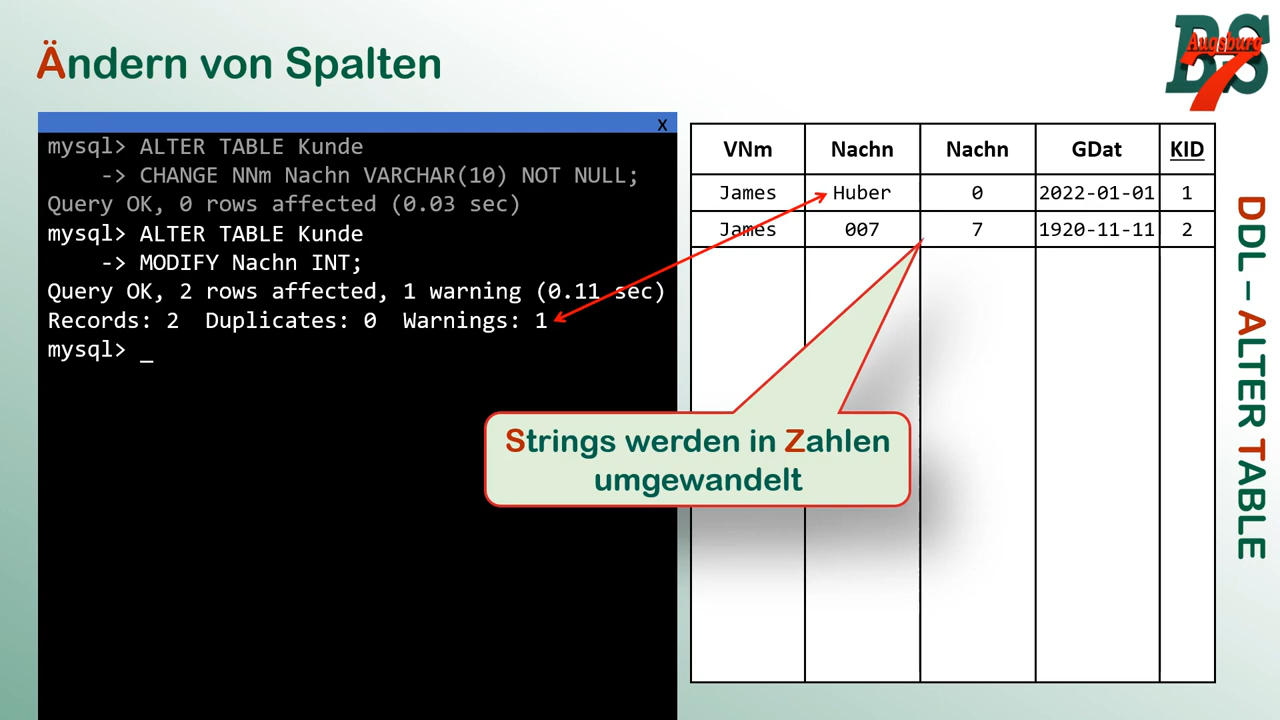 Ändern von Spalten
BS
Augsburg
7
X
mysql> ALTER TABLE Kunde
-> CHANGE NNm Nachn VARCHAR(10) NOT NULL;
Query OK, 0 rows affected (0.03 sec)
mysql> ALTER TABLE Kunde
-> MODIFY Nachn INT;
Query OK, 2 rows affected, 1 warning (0.11 sec)
Records: 2  Duplicates: 0  Warnings: 1
mysql> _
VNm Nachn Nachn GDat KID
James Huber 0 2022-01-01 1
James 007 7 1920-11-11 2
Strings werden in Zahlen
umgewandelt
DDL – ALTER TABLE